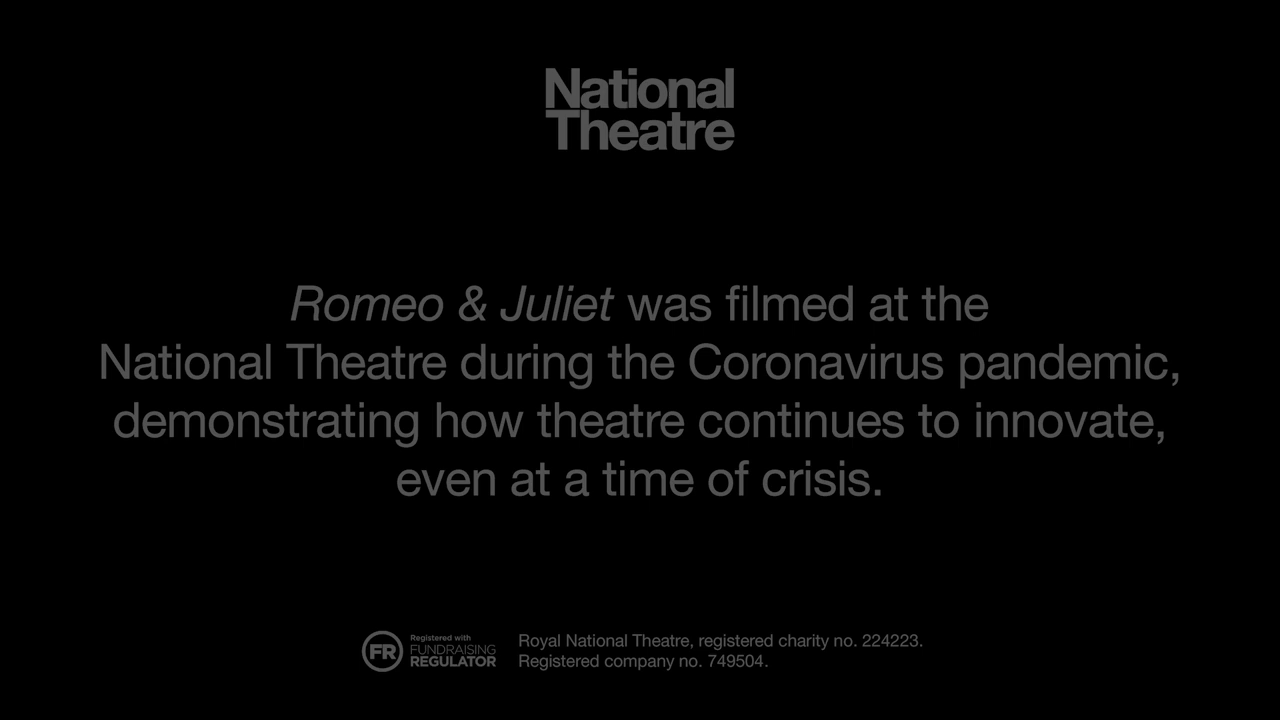 National
Theatre
Romeo & Juliet was filmed at the
National Theatre during the Coronavirus pandemic,
demonstrating how theatre continues to innovate,
even at a time of crisis.
FR
Registered with
FUNDRAISING
REGULATOR
Royal National Theatre, registered charity no. 224223.
Registered company no. 749504.